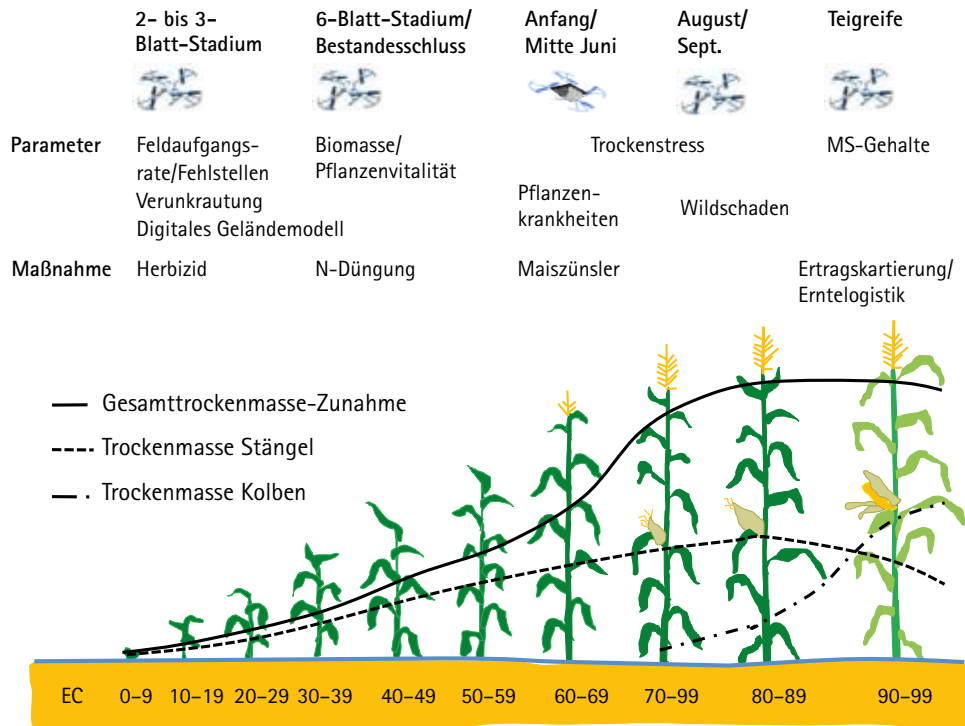 2- bis 3-
Blatt-Stadium
6-Blatt-Stadium/
Bestandesschluss
Anfang/
Mitte Juni
August/
Sept.
Teigreife
Parameter
Feldaufgangs-
rate/Fehlstellen
Verunkrautung
Digitales Geländemodell
Biomasse/
Pflanzenvitalität
Trockenstress
Pflanzen-
krankheiten
Wildschaden
MS-Gehalte
Maßnahme
Herbizid
N-Düngung
Maiszünsler
Ertragskartierung/
Erntelogistik
Gesamttrockenmasse-Zunahme
Trockenmasse Stängel
Trockenmasse Kolben
EC 0–9 10–19 20–29 30–39 40–49 50–59 60–69 70–99 80–89 90–99